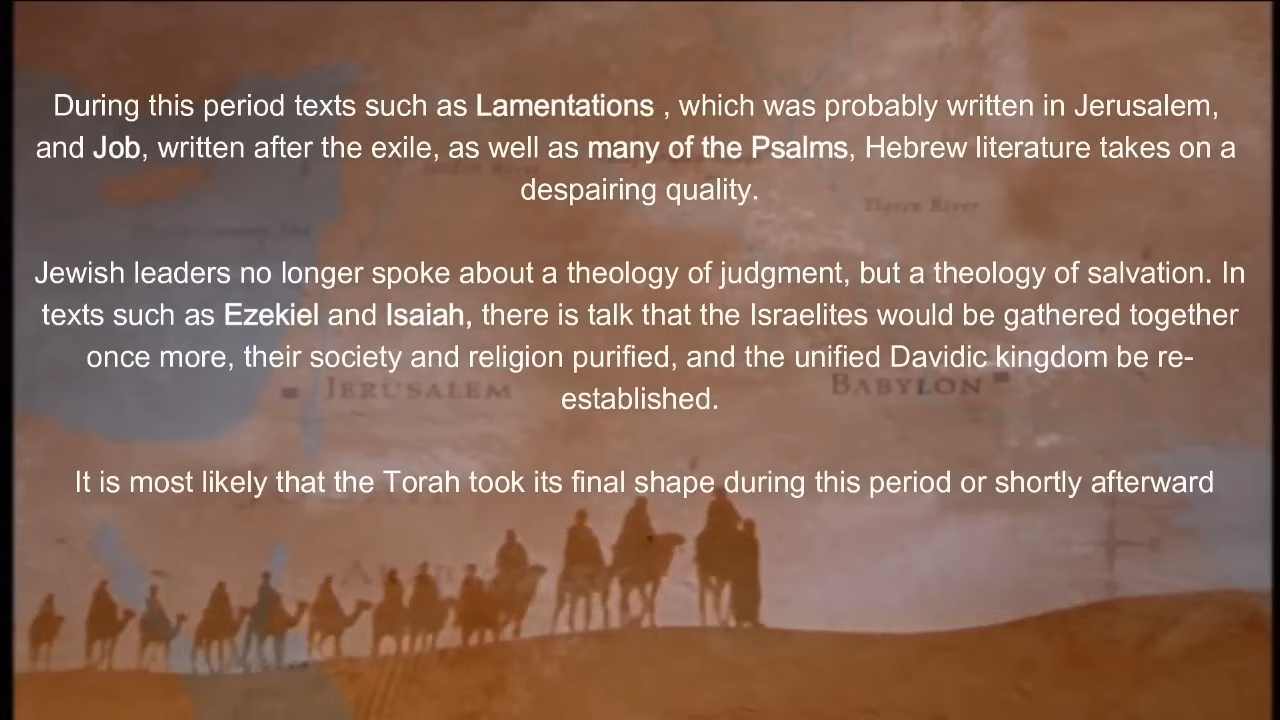 During this period texts such as Lamentations , which was probably written in Jerusalem,
and Job, written after the exile, as well as many of the Psalms, Hebrew literature takes on a
despairing quality.
Tigris River
Jewish leaders no longer spoke about a theology of judgment, but a theology of salvation. In
texts such as Ezekiel and Isaiah, there is talk that the Israelites would be gathered together
once more, their society and religion purified, and the unified Davidic kingdom be re-
established.
JERUSALEM
BABYLON
It is most likely that the Torah took its final shape during this period or shortly afterward